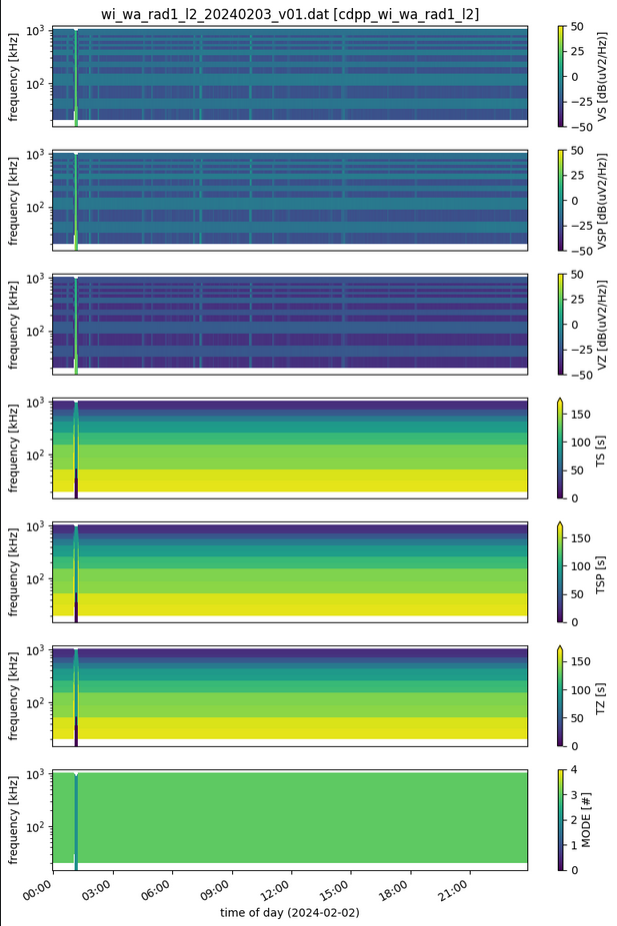 wi_wa_rad1_l2_20240203_v01.dat [cdpp_wi_wa_rad1_l2]
frequency [kHz]
10³
10²
50
25
0
−25
−50
VS [dB(uV2/Hz)]
frequency [kHz]
10³
10²
50
25
0
−25
−50
VSP [dB(uV2/Hz)]
frequency [kHz]
10³
10²
50
25
0
−25
−50
VZ [dB(uV2/Hz)]
frequency [kHz]
10³
10²
150
100
50
0
TS [s]
frequency [kHz]
10³
10²
150
100
50
0
TSP [s]
frequency [kHz]
10³
10²
150
100
50
0
TZ [s]
frequency [kHz]
10³
10²
4
3
2
1
0
MODE [#]
00:00 03:00 06:00 09:00 12:00 15:00 18:00 21:00
time of day (2024-02-02)